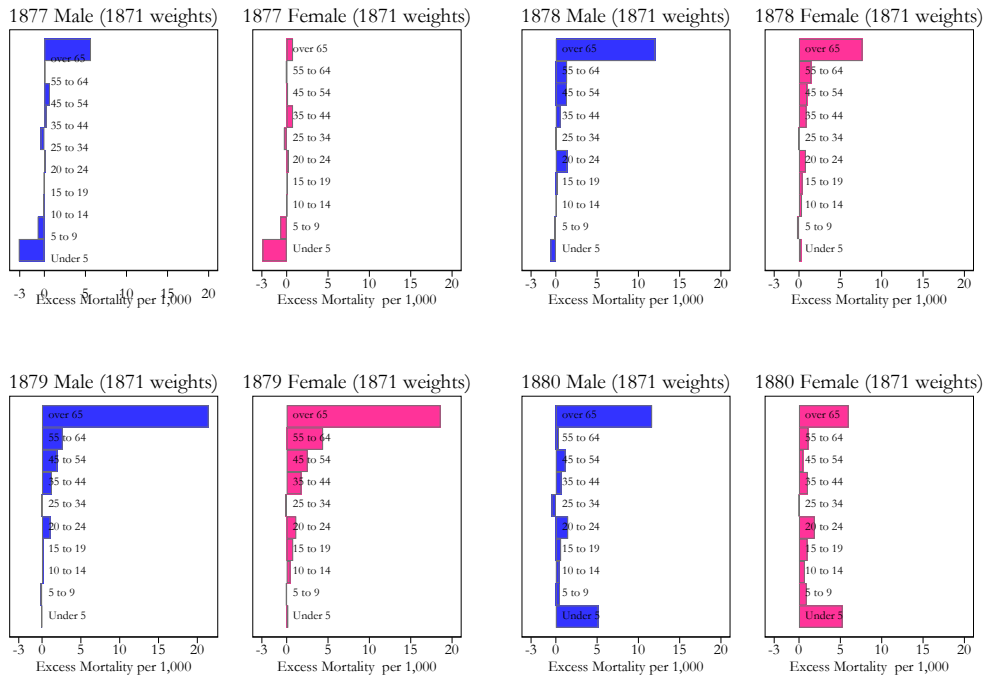 1877 Male (1871 weights)
over 65
55 to 64
45 to 54
35 to 44
25 to 34
20 to 24
15 to 19
10 to 14
5 to 9
Under 5
-3 0 5 10 15 20
Excess Mortality per 1,000
1877 Female (1871 weights)
over 65
55 to 64
45 to 54
35 to 44
25 to 34
20 to 24
15 to 19
10 to 14
5 to 9
Under 5
-3 0 5 10 15 20
Excess Mortality per 1,000
1878 Male (1871 weights)
over 65
55 to 64
45 to 54
35 to 44
25 to 34
20 to 24
15 to 19
10 to 14
5 to 9
Under 5
-3 0 5 10 15 20
Excess Mortality per 1,000
1878 Female (1871 weights)
over 65
55 to 64
45 to 54
35 to 44
25 to 34
20 to 24
15 to 19
10 to 14
5 to 9
Under 5
-3 0 5 10 15 20
Excess Mortality per 1,000
1879 Male (1871 weights)
over 65
55 to 64
45 to 54
35 to 44
25 to 34
20 to 24
15 to 19
10 to 14
5 to 9
Under 5
-3 0 5 10 15 20
Excess Mortality per 1,000
1879 Female (1871 weights)
over 65
55 to 64
45 to 54
35 to 44
25 to 34
20 to 24
15 to 19
10 to 14
5 to 9
Under 5
-3 0 5 10 15 20
Excess Mortality per 1,000
1880 Male (1871 weights)
over 65
55 to 64
45 to 54
35 to 44
25 to 34
20 to 24
15 to 19
10 to 14
5 to 9
Under 5
-3 0 5 10 15 20
Excess Mortality per 1,000
1880 Female (1871 weights)
over 65
55 to 64
45 to 54
35 to 44
25 to 34
20 to 24
15 to 19
10 to 14
5 to 9
Under 5
-3 0 5 10 15 20
Excess Mortality per 1,000